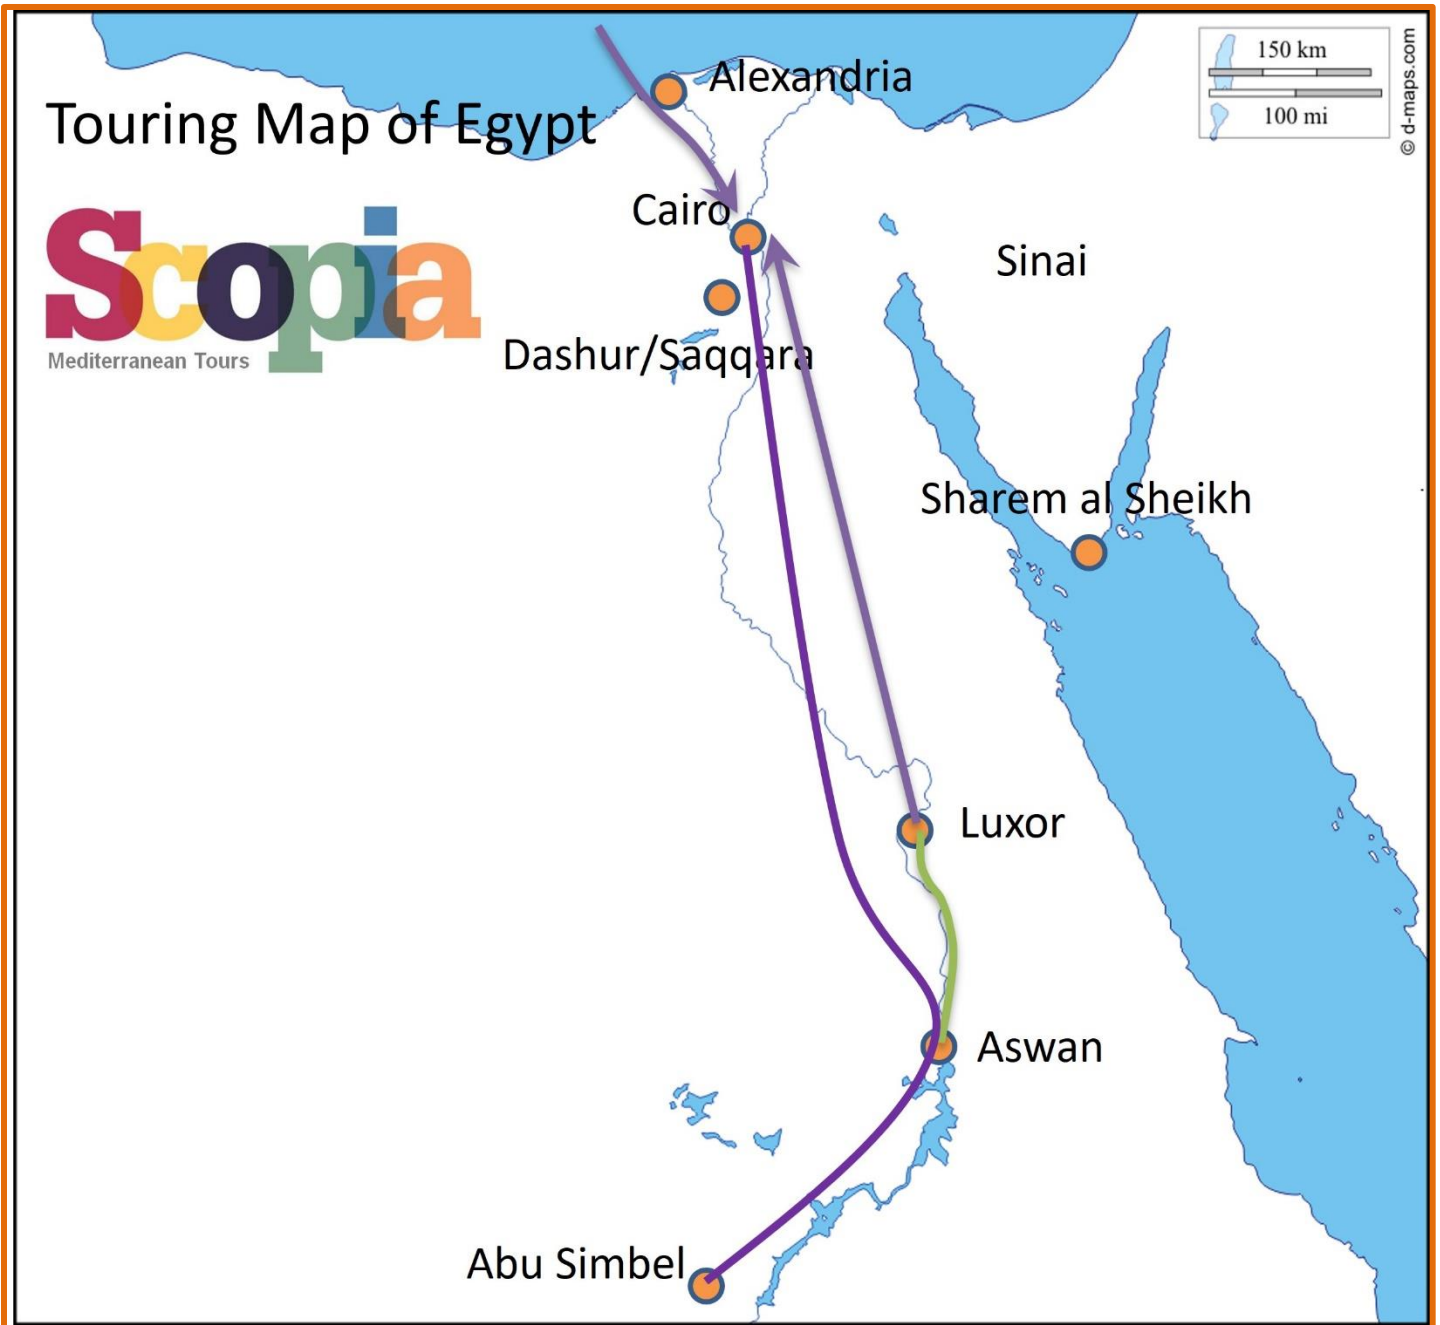 150 km
100 mi
© d-maps.com
Alexandria
Touring Map of Egypt
Cairo
Scopia
Mediterranean Tours
Sinai
Dashur/Saqqara
Sharem al Sheikh
Luxor
Aswan
Abu Simbel